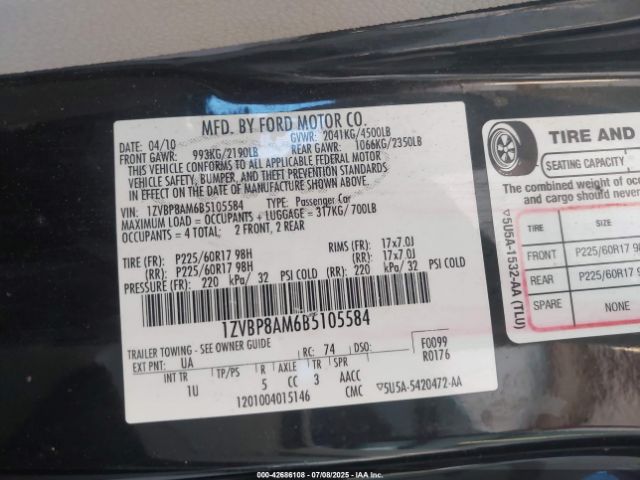 MFD. BY FORD MOTOR CO.
04/10 GVWR: 2041KG/4500LB
FRONT GAWR: 993KG/2190LB REAR GAWR: 1066KG/2350LB
THIS VEHICLE CONFORMS TO ALL APPLICABLE FEDERAL MOTOR
VEHICLE SAFETY, BUMPER, AND THEFT PREVENTION STANDARDS
IN EFFECT ON THE DATE OF MANUFACTURE SHOWN ABOVE.
VIN: 1ZVBP8AM6B5105584 TYPE: Passenger Car
MAXIMUM LOAD = OCCUPANTS + LUGGAGE = 317KG/700LB
OCCUPANTS = 4 TOTAL; 2 FRONT, 2 REAR
TIRE (FR): P225/60R17 98H RIMS (FR): 17x7.0J
(RR): P225/60R17 98H (RR): 17x7.0J
PRESSURE (FR): 220 kPa/ 32 PSI COLD (RR): 220 kPa/ 32 PSI COLD
1ZVBP8AM6B5105584
TRAILER TOWING - SEE OWNER GUIDE
EXT PNT: UA RC: 74 DSO: F0099
R0176
INT TR TP/PS R AXLE TR SPR
1U 5 CC 3 AACC
1201004015146 CMC ▽5U5A-5420472-AA
TIRE AND
SEATING CAPACITY
The combined weight of occ
and cargo should never
TIRE SIZE
FRONT P225/60R17 98
REAR P225/60R17 98
SPARE NONE
▽5U5A-1532-AA (TLU)
000-42686108 - 07/08/2025 - IAAI.COM